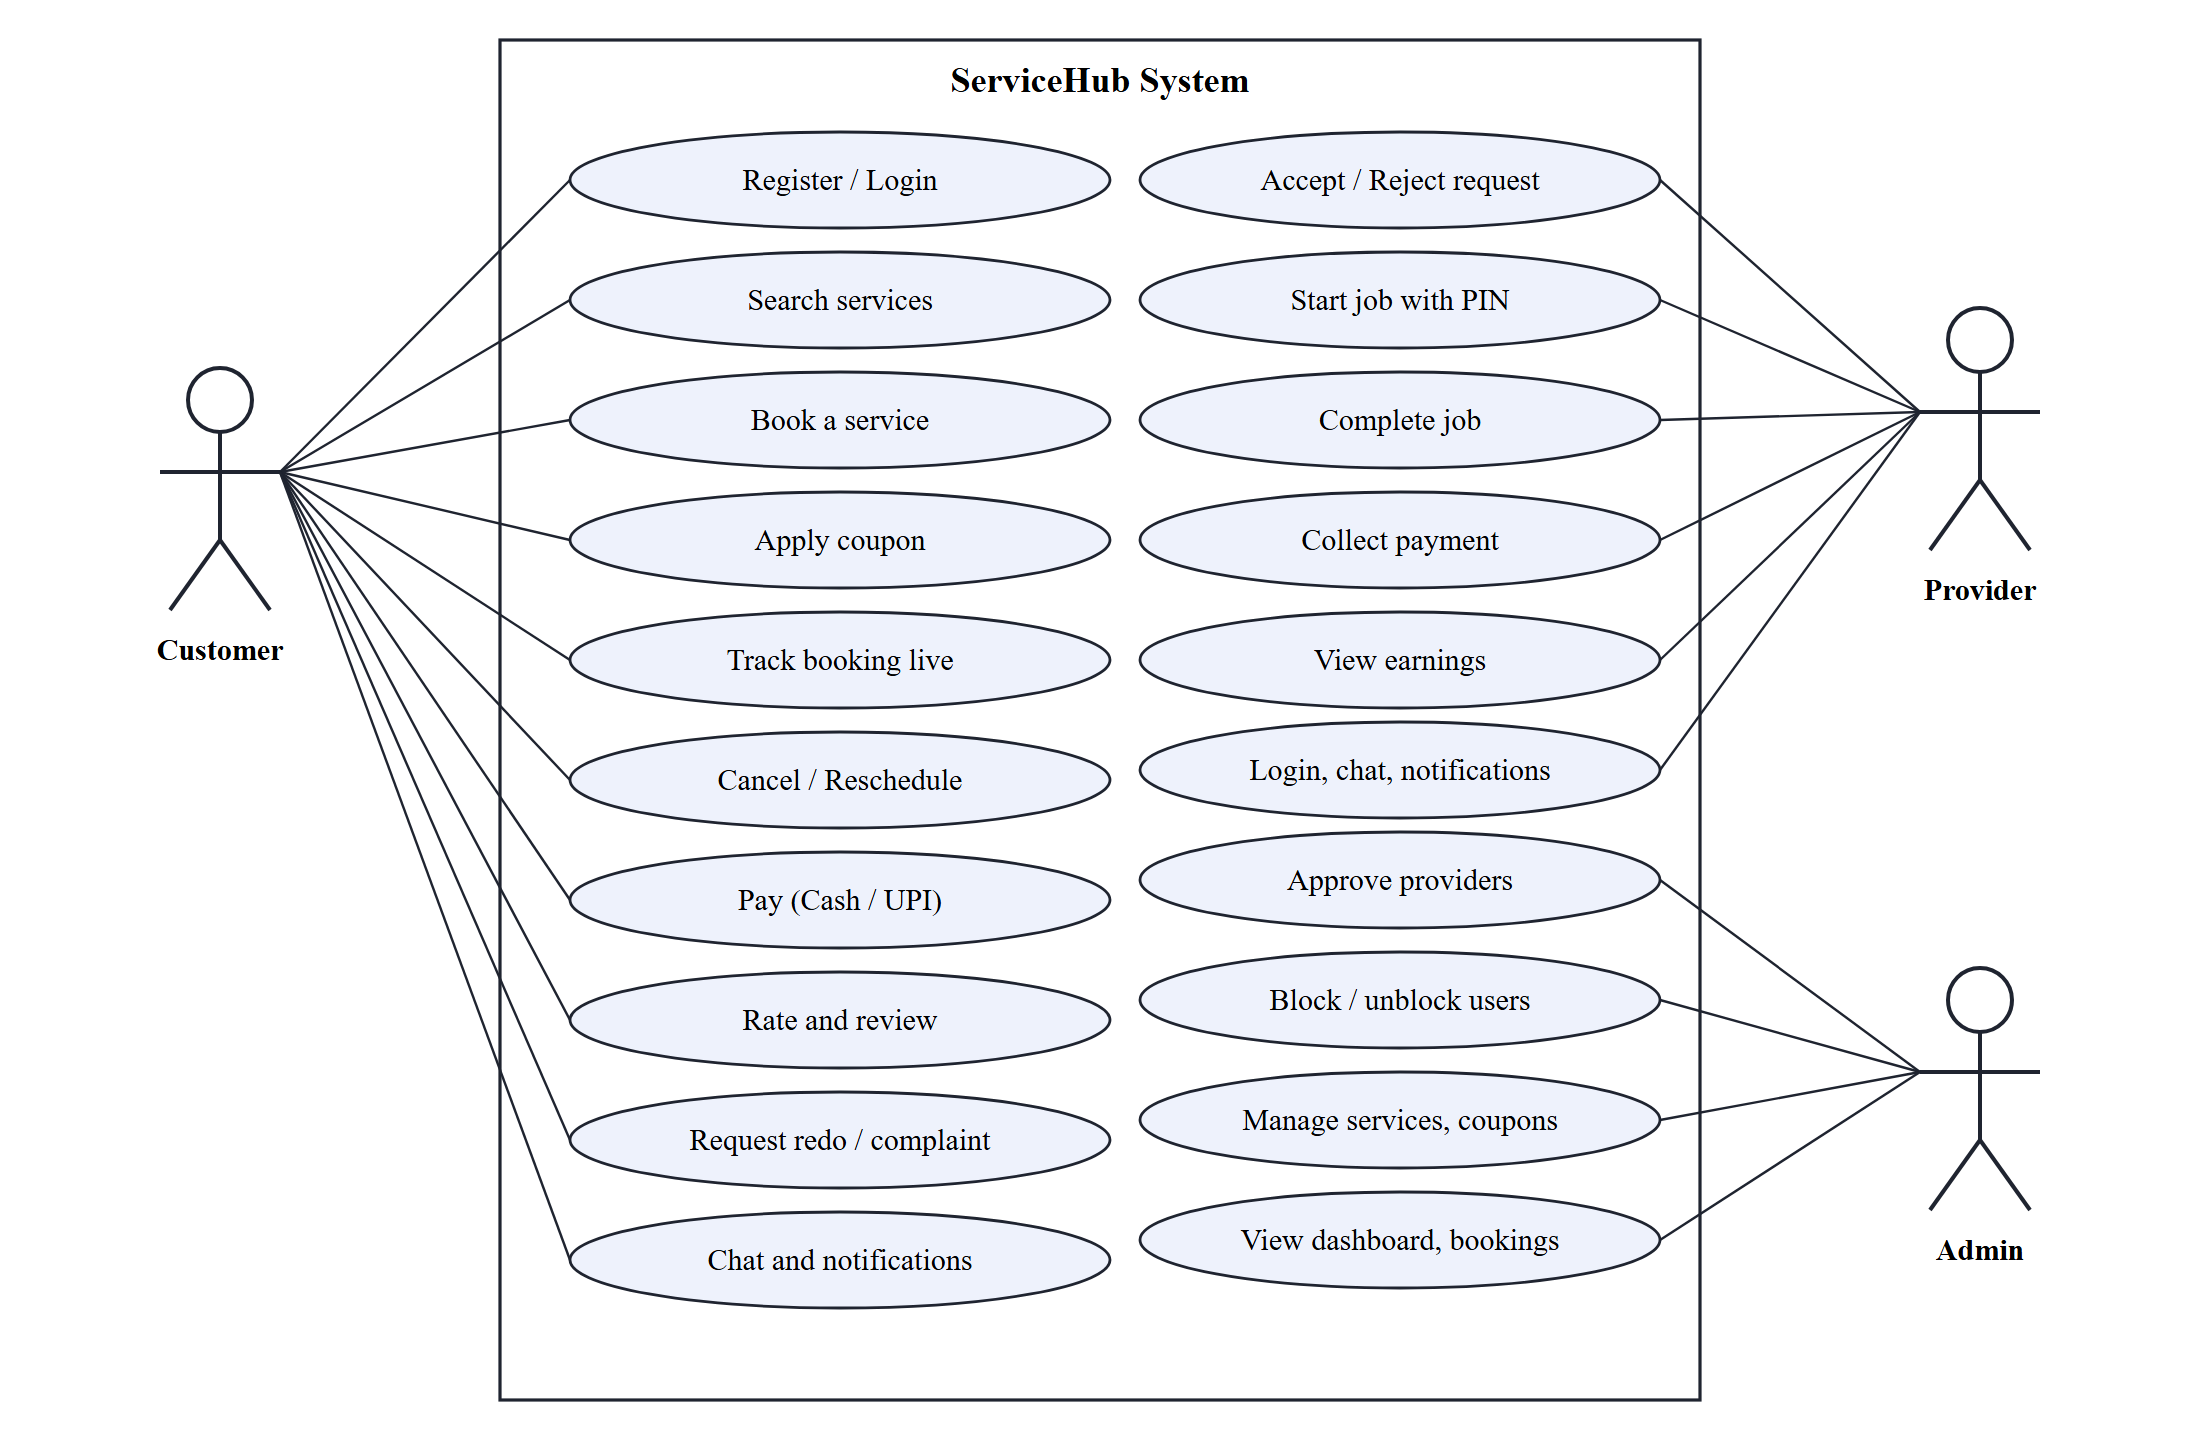 ServiceHub System
Register / Login
Search services
Book a service
Apply coupon
Track booking live
Cancel / Reschedule
Pay (Cash / UPI)
Rate and review
Request redo / complaint
Chat and notifications
Accept / Reject request
Start job with PIN
Complete job
Collect payment
View earnings
Login, chat, notifications
Approve providers
Block / unblock users
Manage services, coupons
View dashboard, bookings
Customer
Provider
Admin